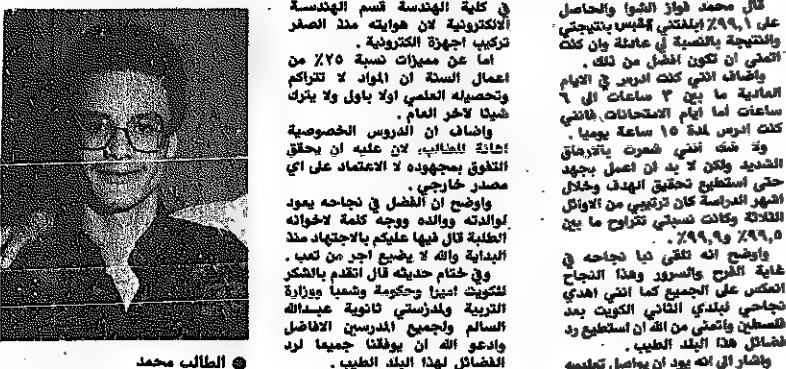 قال محمد فواز الشوا والحاصل
على ٩٩,١٪ ابلغتني القبس بنتيجتي
والنتيجة بالنسبة لي عادلة وان كنت
اتمنى ان تكون افضل من ذلك .
واضاف انني كنت ادرس في الايام
العادية ما بين ٣ ساعات الى ٦
ساعات أما ايام الامتحانات فانني
كنت ادرس لمدة ١٥ ساعة يوميا .
ولا شك انني شعرت بالارهاق
الشديد ولكن لا بد ان اعمل بجهد
حتى استطيع تحقيق الهدف وخلال
اشهر الدراسة كان ترتيبي من الاوائل
الثلاثة وكانت نسبتي تتراوح ما بين
٩٩,٥٪ و٩٩,٩٪ .
واوضح انه تلقى نبا نجاحه في
غاية الفرح والسرور وهذا النجاح
انعكس على الجميع كما انني اهدي
نجاحي لبلدي الثاني الكويت بعد
فلسطين واتمنى من الله ان استطيع رد
فضائل هذا البلد الطيب .
واشار الى انه يود ان يواصل تعليمه
في كلية الهندسة قسم الهندسة
الالكترونية لان هوايته منذ الصغر
تركيب اجهزة الكترونية .
اما عن مميزات نسبة ٢٥٪ من
اعمال السنة ان المواد لا تتراكم
وتحصيله العلمي اولا باول ولا يترك
شيئا لآخر العام .
واضاف ان الدروس الخصوصية
اهانة للطالب، لان عليه ان يحقق
التفوق بمجهوده لا الاعتماد على اي
مصدر خارجي .
واوضح ان الفضل في نجاحه يعود
لوالدته ووالده ووجه كلمة لاخوانه
الطلبة قال فيها عليكم بالاجتهاد منذ
البداية والله لا يضيع اجر من تعب .
وفي ختام حديثه قال اتقدم بالشكر
للكويت اميرا وحكومة وشعبا ووزارة
التربية ولمدرستي ثانوية عبدالله
السالم ولجميع المدرسين الافاضل
وادعو الله ان يوفقنا جميعا لرد
الفضائل لهذا البلد الطيب .
● الطالب محمد